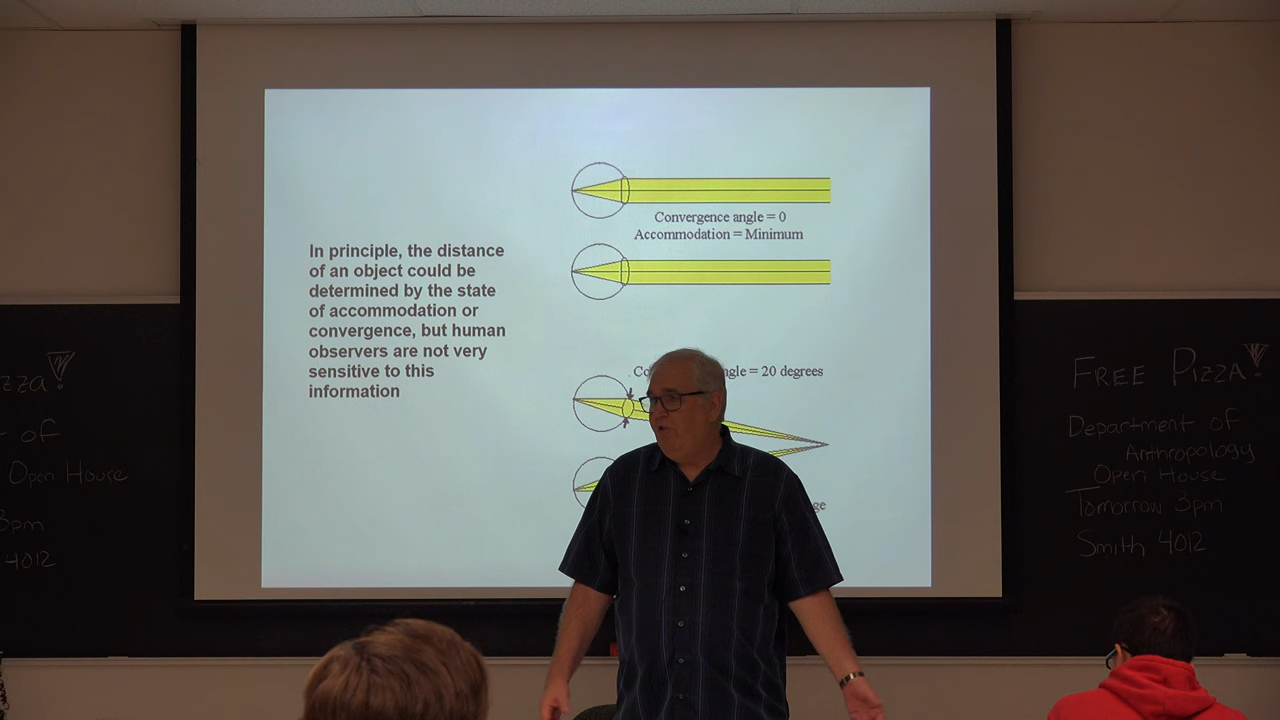 In principle, the distance
of an object could be
determined by the state
of accommodation or
convergence, but human
observers are not very
sensitive to this
information
Convergence angle = 0
Accommodation = Minimum
= 20 degrees
of
Open House
3pm
4012
FREE PIZZA!
Department of
Anthropology
Open House
Tomorrow 3pm
Smith 4012